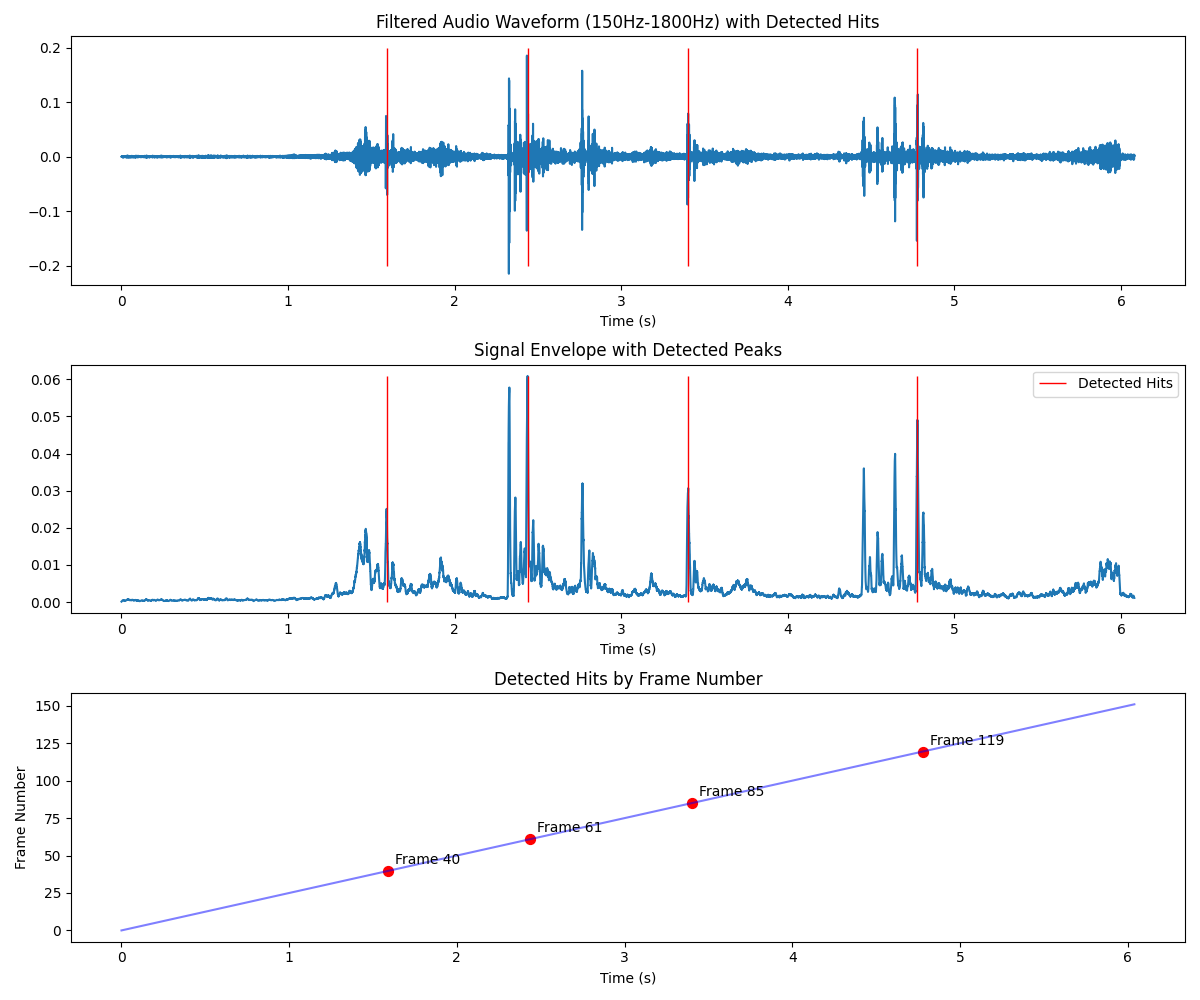 Filtered Audio Waveform (150Hz-1800Hz) with Detected Hits
0.2
0.1
0.0
−0.1
−0.2
0 1 2 3 4 5 6
Time (s)
Signal Envelope with Detected Peaks
0.06
0.05
0.04
0.03
0.02
0.01
0.00
Detected Hits
0 1 2 3 4 5 6
Time (s)
Detected Hits by Frame Number
Frame Number
150
125
100
75
50
25
0
Frame 119
Frame 85
Frame 61
Frame 40
0 1 2 3 4 5 6
Time (s)